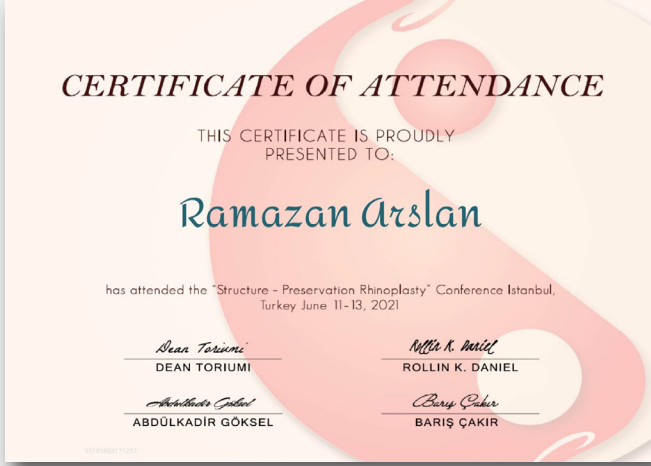 CERTIFICATE OF ATTENDANCE
THIS CERTIFICATE IS PROUDLY
PRESENTED TO:
Ramazan Arslan
has attended the "Structure - Preservation Rhinoplasty" Conference Istanbul,
Turkey June 11-13, 2021
Dean Toriumi
Rollin K. Daniel
DEAN TORIUMI
ROLLIN K. DANIEL
Abdulkadir Göksel
Barış Çakır
ABDÜLKADİR GÖKSEL
BARIŞ ÇAKIR